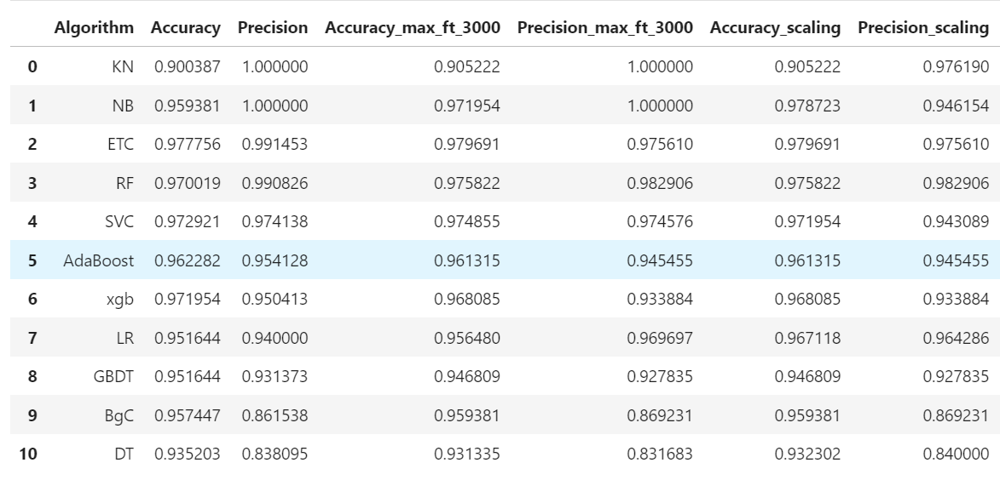 Algorithm Accuracy Precision Accuracy_max_ft_3000 Precision_max_ft_3000 Accuracy_scaling Precision_scaling
0 KN 0.900387 1.000000 0.905222 1.000000 0.905222 0.976190
1 NB 0.959381 1.000000 0.971954 1.000000 0.978723 0.946154
2 ETC 0.977756 0.991453 0.979691 0.975610 0.979691 0.975610
3 RF 0.970019 0.990826 0.975822 0.982906 0.975822 0.982906
4 SVC 0.972921 0.974138 0.974855 0.974576 0.971954 0.943089
5 AdaBoost 0.962282 0.954128 0.961315 0.945455 0.961315 0.945455
6 xgb 0.971954 0.950413 0.968085 0.933884 0.968085 0.933884
7 LR 0.951644 0.940000 0.956480 0.969697 0.967118 0.964286
8 GBDT 0.951644 0.931373 0.946809 0.927835 0.946809 0.927835
9 BgC 0.957447 0.861538 0.959381 0.869231 0.959381 0.869231
10 DT 0.935203 0.838095 0.931335 0.831683 0.932302 0.840000